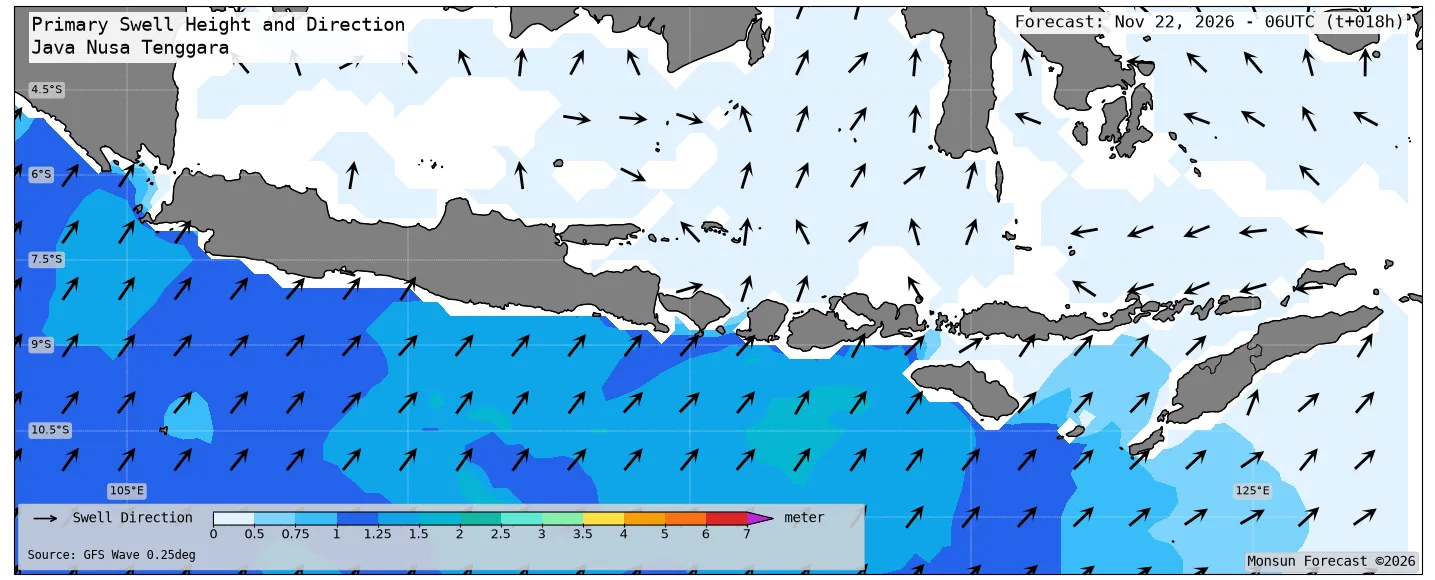 Primary Swell Height and Direction
Java Nusa Tenggara
Forecast: Nov 22, 2026 - 06UTC (t+018h)
4.5°S
6°S
7.5°S
9°S
10.5°S
105°E
125°E
Swell Direction
0 0.5 0.75 1 1.25 1.5 2 2.5 3 3.5 4 5 6 7
meter
Source: GFS Wave 0.25deg
Monsun Forecast ©2026